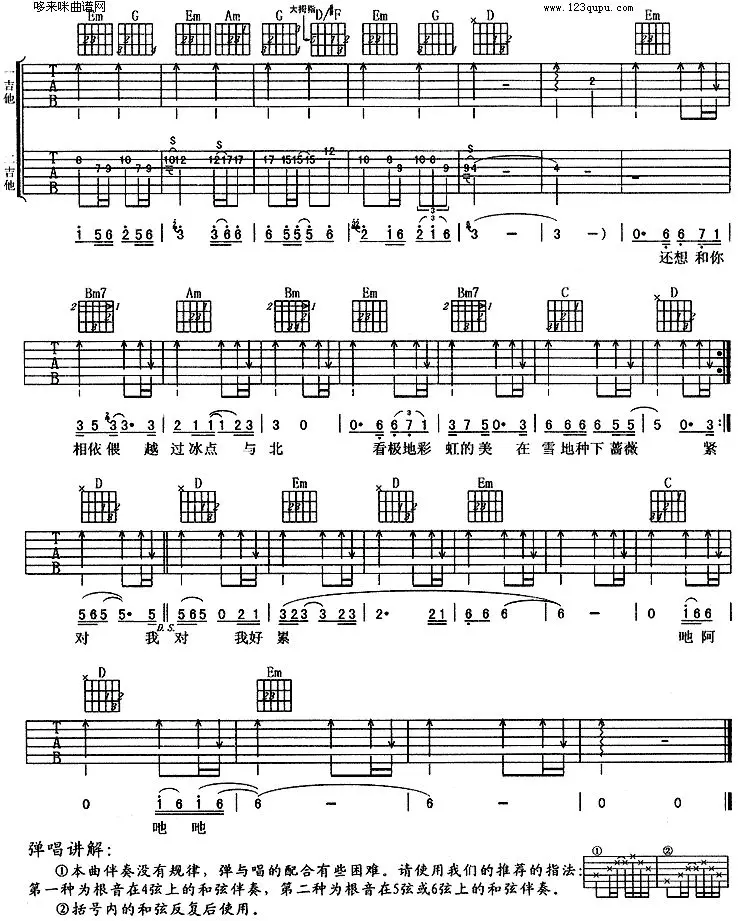 哆来咪曲谱网 www.123qupu.com
Em G Em Am G 大拇指 D/#F Em G D Em
一吉他 T A B 2
二吉他
8 7 9 10 7 9 10 12 12 17 17 17 15 15 15 12 10 8 9 10 8 9 9 4 4
i 5 6 2 5 6 3 3 6 6 6 5 5 5 6 2 1 6 2 1 6 3 - 3 - ) 0· 6 6 7 1
还想 和你
Bm7 Am Bm Em Bm7 C D
T A B
3 5 3 3· 3 2 1 1 1 2 3 3 0 0· 6 6 7 1 3 7 5 0· 3 6 6 6 6 5 5 5 0· 3
相依偎 越 过冰点 与 北 看极地彩 虹的美 在 雪地种下蔷薇 紧
D D Em D Em C
T A B
5 6 5 5· 5 5 6 5 0 2 1 3 2 3 3 2 3 2· 2 1 6 6 6 6 - 0 i 6 6
D.S.
对 我 对 我好 累 吔 阿
D Em
T A B
0 i 6 i 6 6 - 6 - 0 0
吔 吔
弹唱讲解:
①本曲伴奏没有规律，弹与唱的配合有些困难。请使用我们的推荐的指法: ① ②
第一种为根音在4弦上的和弦伴奏，第二种为根音在5弦或6弦上的和弦伴奏。
②括号内的和弦反复后使用。